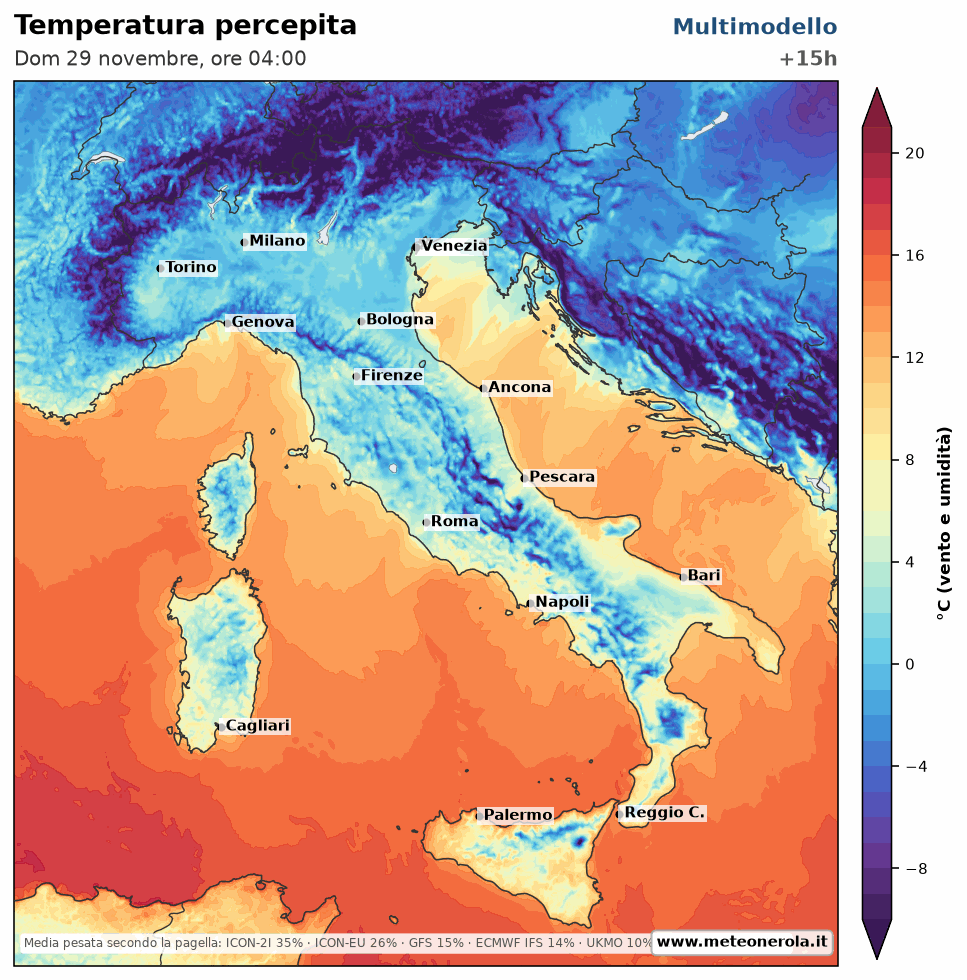 Temperatura percepita
Multimodello
Dom 29 novembre, ore 04:00
+15h
Milano
Venezia
Torino
Genova
Bologna
Firenze
Ancona
Pescara
Roma
Bari
Napoli
Cagliari
Palermo
Reggio C.
20
16
12
8
4
0
−4
−8
°C (vento e umidità)
Media pesata secondo la pagella: ICON-2I 35% · ICON-EU 26% · GFS 15% · ECMWF IFS 14% · UKMO 10%
www.meteonerola.it